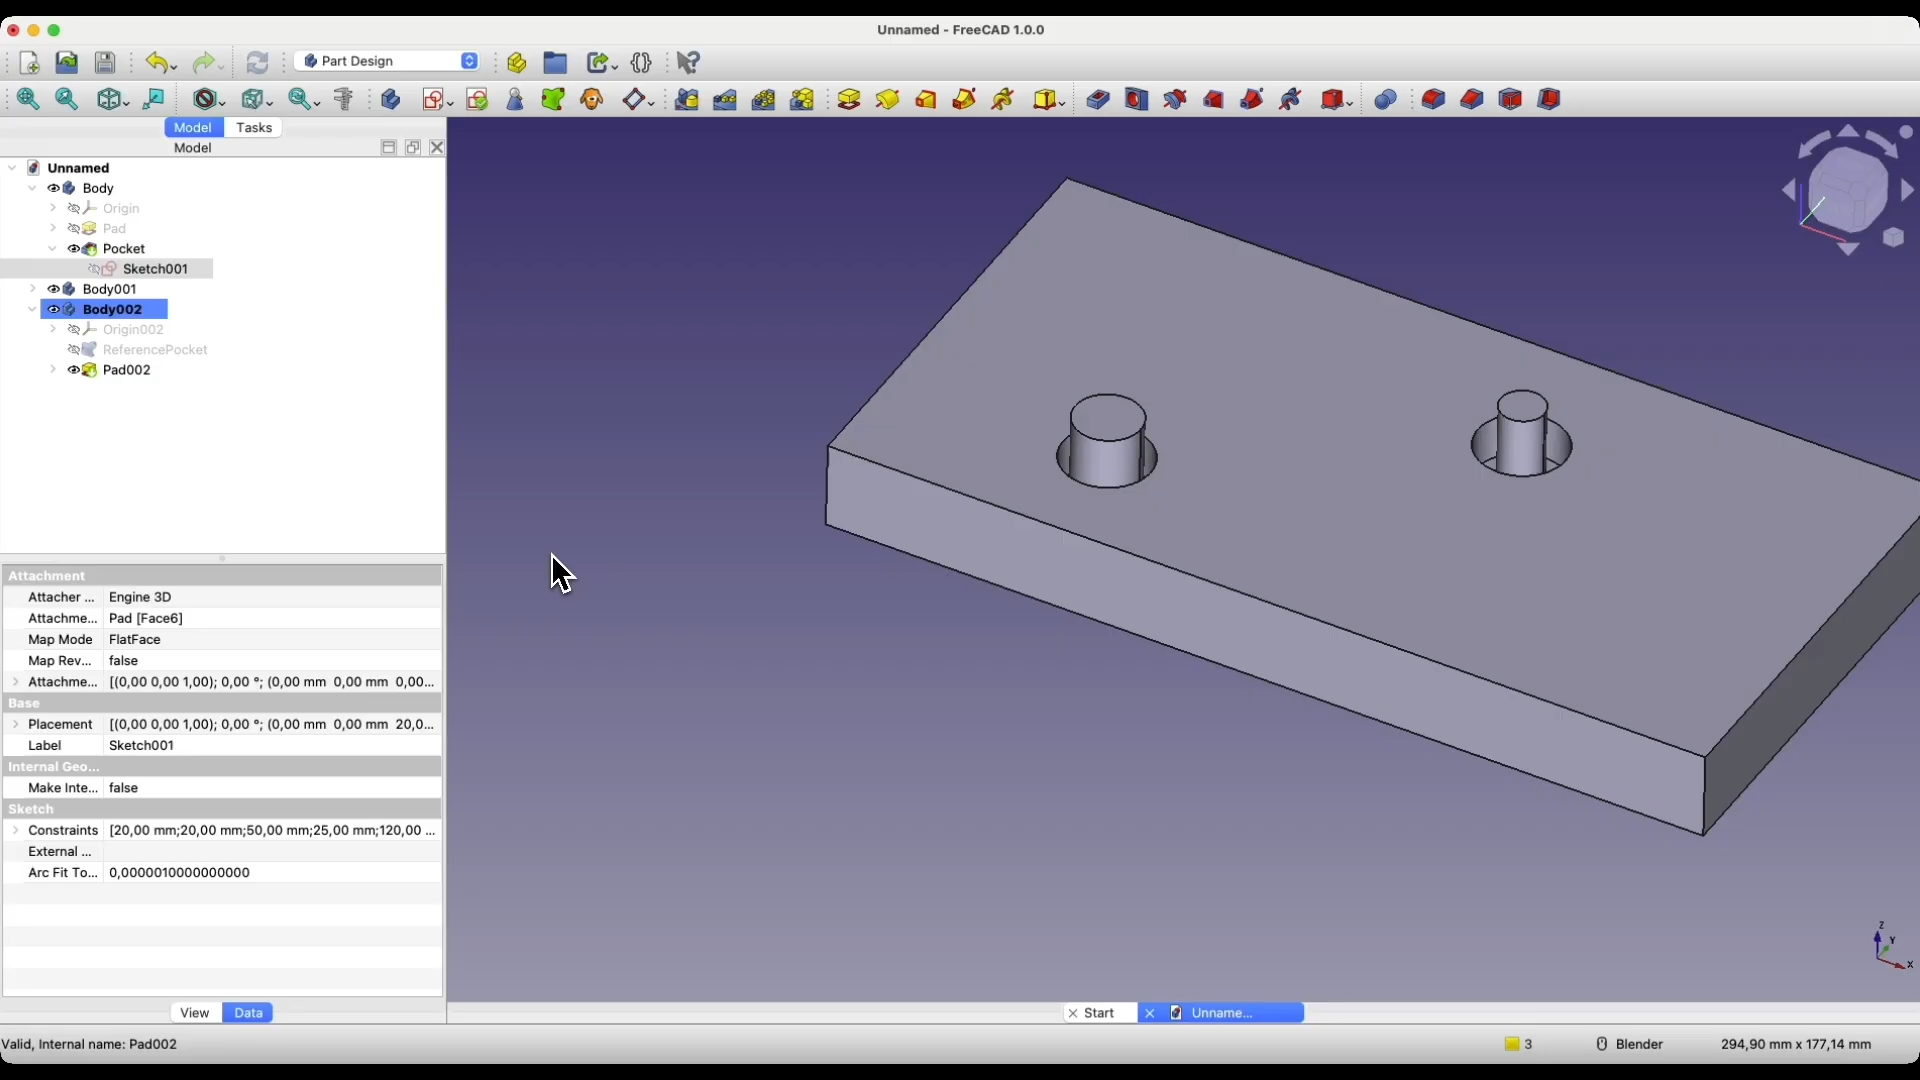 Unnamed - FreeCAD 1.0.0
Part Design
Model
Tasks
Model
Unnamed
Body
Origin
Pad
Pocket
Sketch001
Body001
Body002
Origin002
ReferencePocket
Pad002
Attachment
Attacher ... Engine 3D
Attachme... Pad [Face6]
Map Mode FlatFace
Map Rev... false
Attachme... [(0,00 0,00 1,00); 0,00 °; (0,00 mm 0,00 mm 0,00...
Base
Placement [(0,00 0,00 1,00); 0,00 °; (0,00 mm 0,00 mm 20,0...
Label Sketch001
Internal Geo...
Make Inte... false
Sketch
Constraints [20,00 mm;20,00 mm;50,00 mm;25,00 mm;120,00 ...
External ...
Arc Fit To... 0,0000010000000000
View
Data
Start
Unname...
Z
Y
X
Valid, Internal name: Pad002
3
Blender
294,90 mm x 177,14 mm